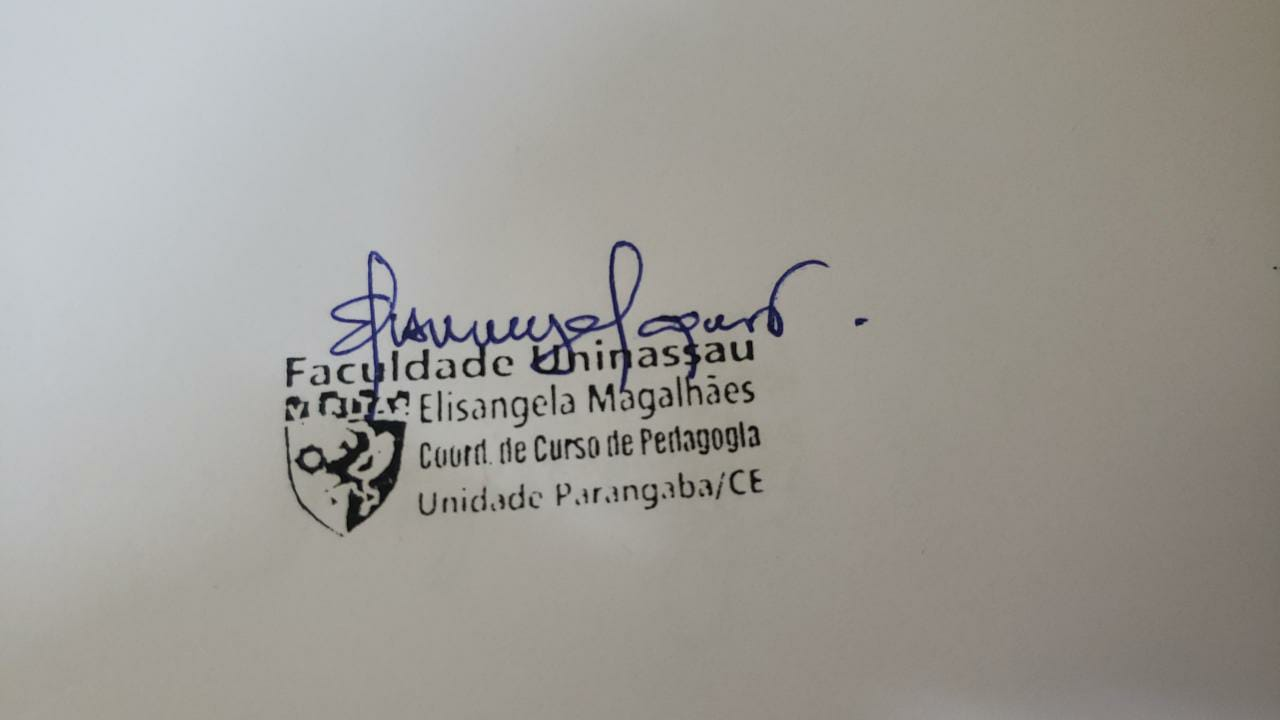 Faculdade Uninassau
Elisangela Magalhães
Coord. de Curso de Pedagogia
Unidade Parangaba/CE